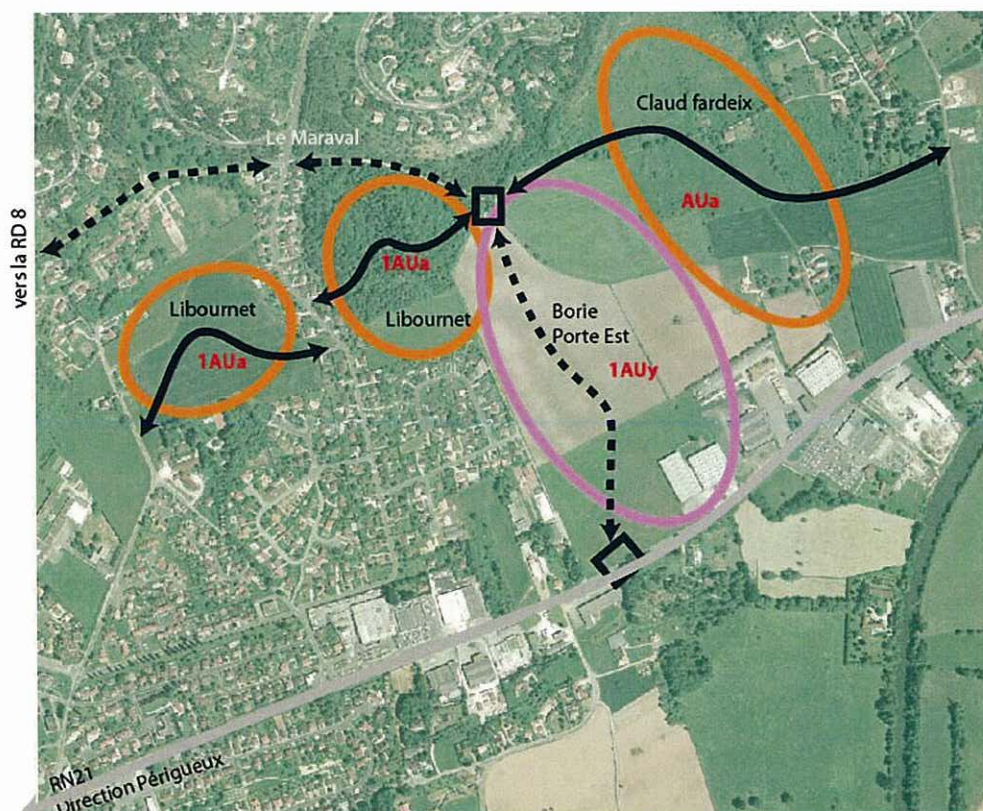 Claud fardeix
Le Maraval
AUa
1AUa
vers la RD 8
Libournet
Libournet
Borie
Porte Est
1AUa
1AUy
RN21
Direction Périgueux